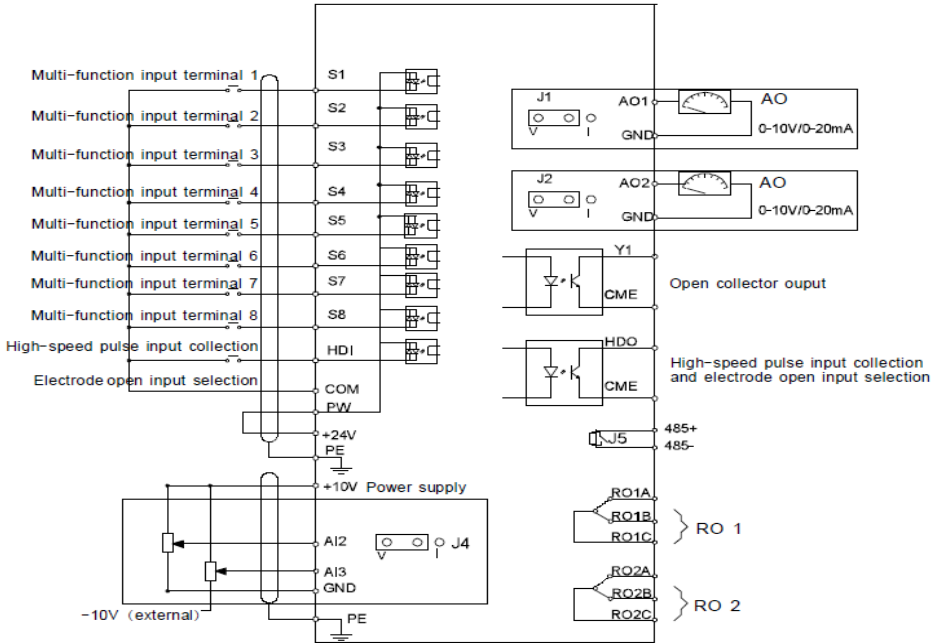 Multi-function input terminal 1
S1
Multi-function input terminal 2
S2
Multi-function input terminal 3
S3
Multi-function input terminal 4
S4
Multi-function input terminal 5
S5
Multi-function input terminal 6
S6
Multi-function input terminal 7
S7
Multi-function input terminal 8
S8
High-speed pulse input collection
HDI
Electrode open input selection
COM
PW
+24V
PE
+10V Power supply
AI2
V
I
J4
AI3
GND
-10V (external)
PE
J1
V
I
AO1
AO
GND
0-10V/0-20mA
J2
V
I
AO2
AO
GND
0-10V/0-20mA
Y1
Open collector ouput
CME
HDO
High-speed pulse input collection
and electrode open input selection
CME
485+
J5
485-
RO1A
RO1B
RO 1
RO1C
RO2A
RO2B
RO 2
RO2C